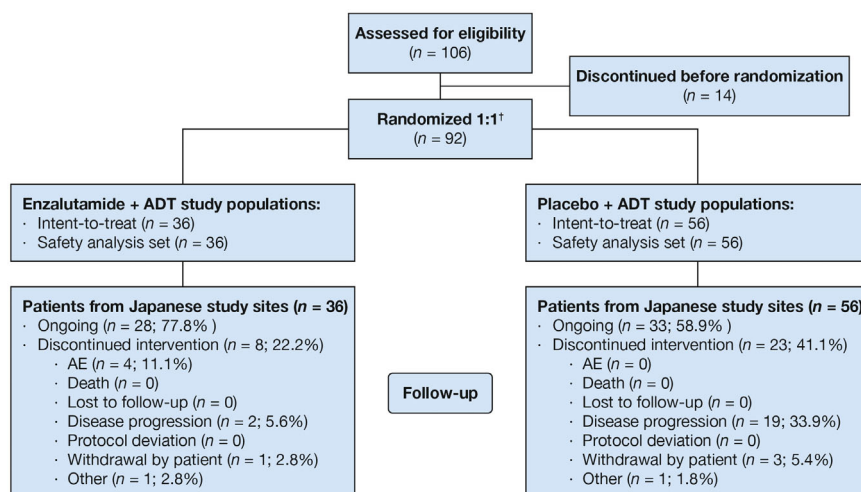 Assessed for eligibility
(n = 106)
Discontinued before randomization
(n = 14)
Randomized 1:1†
(n = 92)
Enzalutamide + ADT study populations:
· Intent-to-treat (n = 36)
· Safety analysis set (n = 36)
Placebo + ADT study populations:
· Intent-to-treat (n = 56)
· Safety analysis set (n = 56)
Patients from Japanese study sites (n = 36)
· Ongoing (n = 28; 77.8% )
· Discontinued intervention (n = 8; 22.2%)
· AE (n = 4; 11.1%)
· Death (n = 0)
· Lost to follow-up (n = 0)
· Disease progression (n = 2; 5.6%)
· Protocol deviation (n = 0)
· Withdrawal by patient (n = 1; 2.8%)
· Other (n = 1; 2.8%)
Follow-up
Patients from Japanese study sites (n = 56)
· Ongoing (n = 33; 58.9% )
· Discontinued intervention (n = 23; 41.1%)
· AE (n = 0)
· Death (n = 0)
· Lost to follow-up (n = 0)
· Disease progression (n = 19; 33.9%)
· Protocol deviation (n = 0)
· Withdrawal by patient (n = 3; 5.4%)
· Other (n = 1; 1.8%)